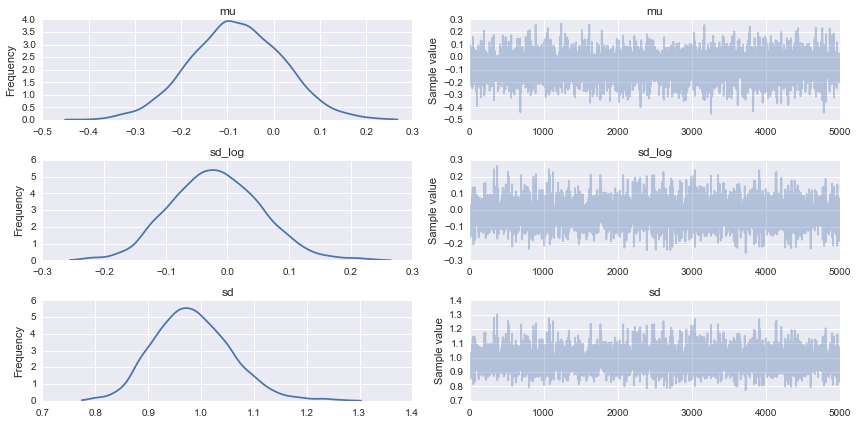 mu
Frequency
4.0
3.5
3.0
2.5
2.0
1.5
1.0
0.5
0.0
-0.5 -0.4 -0.3 -0.2 -0.1 0.0 0.1 0.2 0.3
mu
Sample value
0.3
0.2
0.1
0.0
-0.1
-0.2
-0.3
-0.4
-0.5
0 1000 2000 3000 4000 5000
sd_log
Frequency
6
5
4
3
2
1
0
-0.3 -0.2 -0.1 0.0 0.1 0.2 0.3
sd_log
Sample value
0.3
0.2
0.1
0.0
-0.1
-0.2
-0.3
0 1000 2000 3000 4000 5000
sd
Frequency
6
5
4
3
2
1
0
0.7 0.8 0.9 1.0 1.1 1.2 1.3 1.4
sd
Sample value
1.4
1.3
1.2
1.1
1.0
0.9
0.8
0.7
0 1000 2000 3000 4000 5000